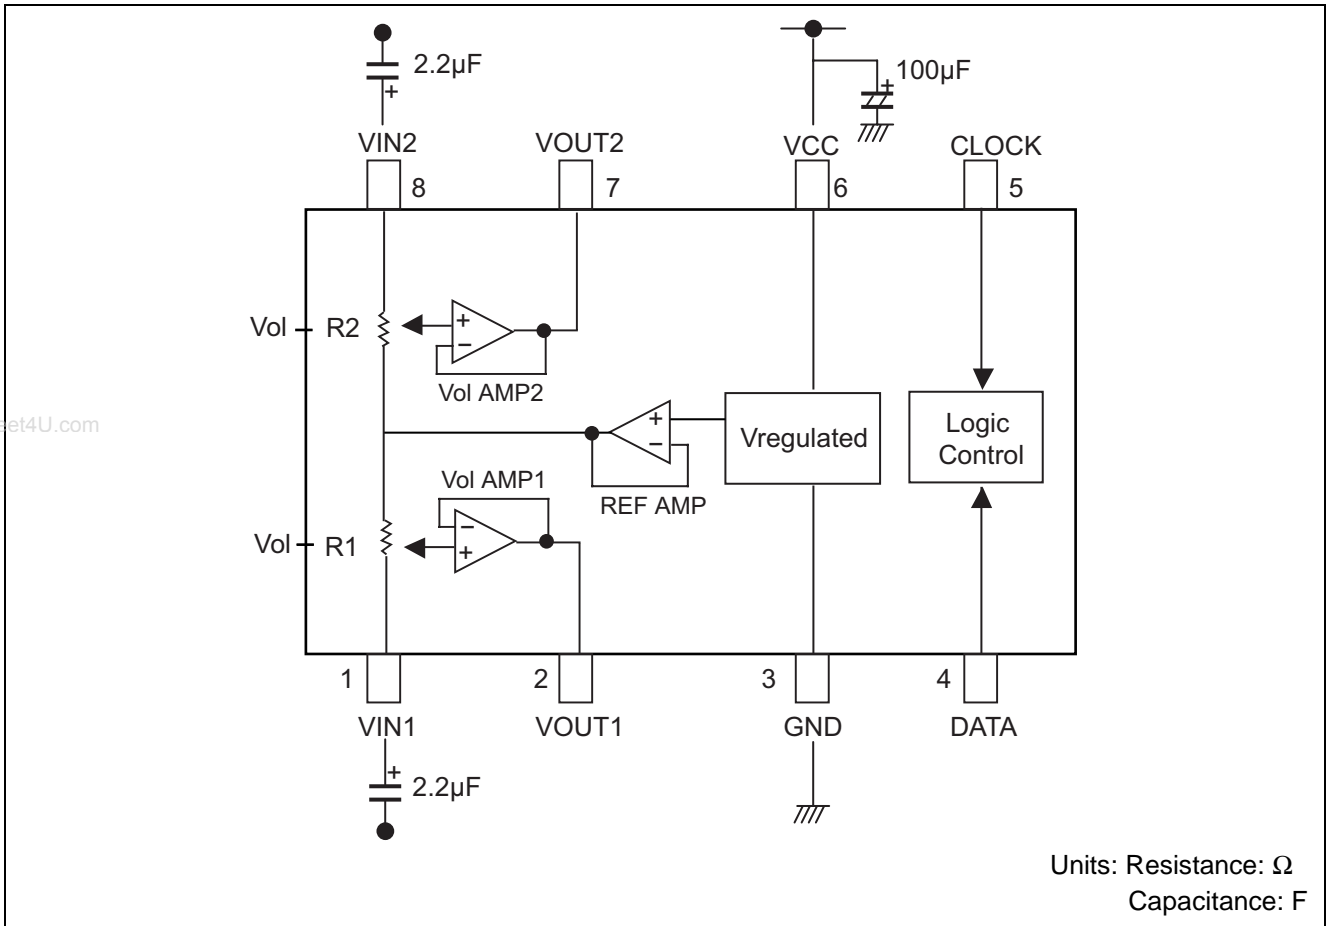 2.2µF
+
100µF
+
VIN2
VOUT2
VCC
CLOCK
8
7
6
5
Vol
R2
+
−
Vol AMP2
et4U.com
+
−
REF AMP
Vregulated
Logic
Control
Vol AMP1
−
+
Vol
R1
1
2
3
4
VIN1
VOUT1
GND
DATA
+
2.2µF
Units: Resistance: Ω
Capacitance: F